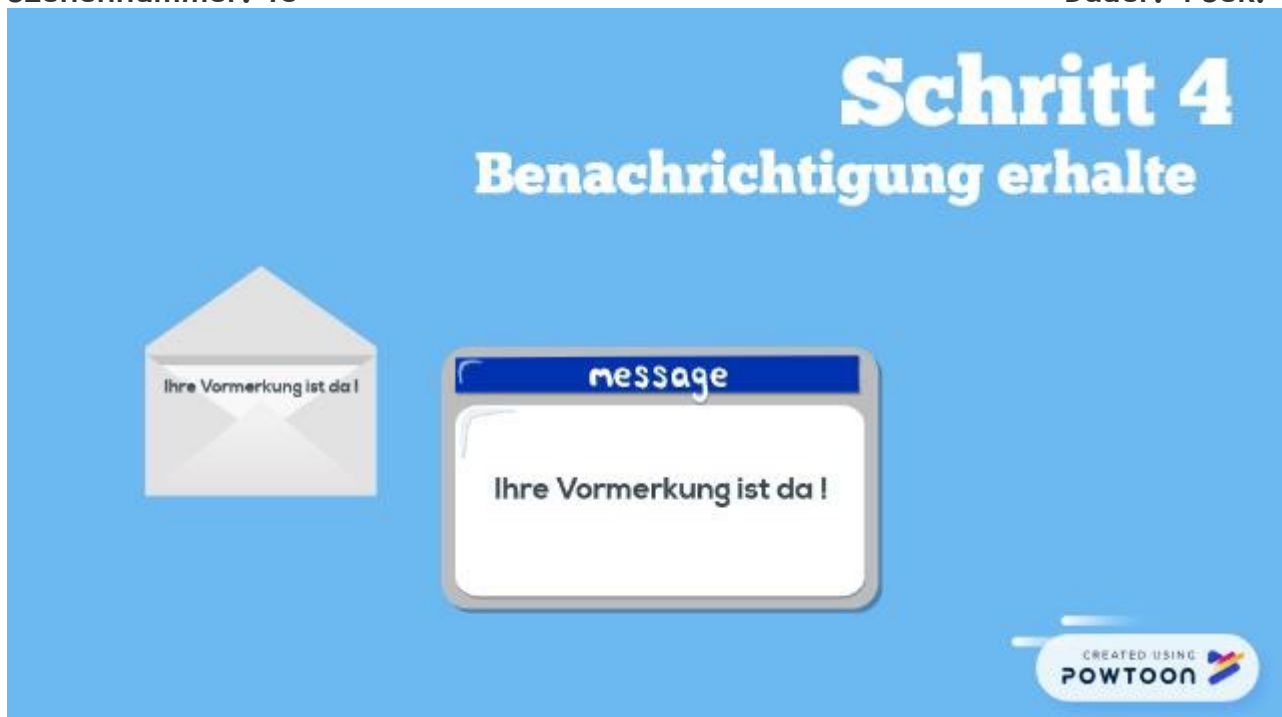 Schritt 4
Benachrichtigung erhalte
Ihre Vormerkung ist da !
message
Ihre Vormerkung ist da !
CREATED USING
POWTOON